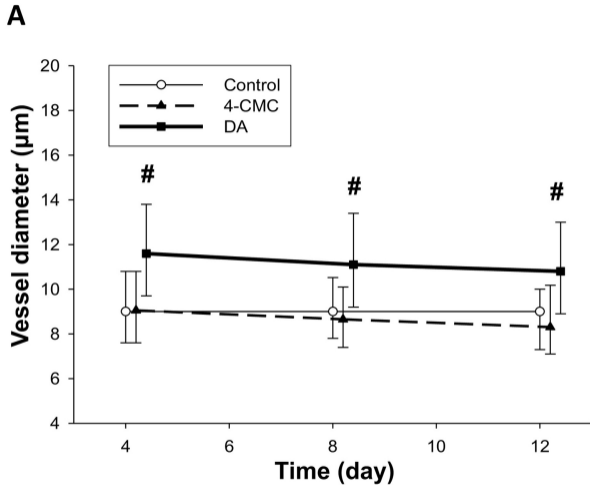 A
20
18
16
14
12
10
8
6
4
Vessel diameter (µm)
Control
4-CMC
DA
# # #
4 6 8 10 12
Time (day)